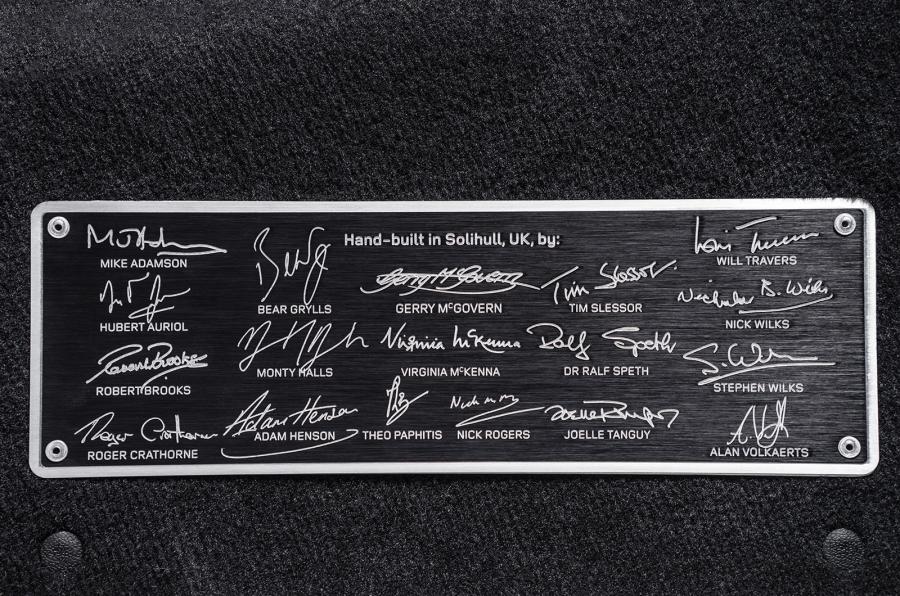 Hand-built in Solihull, UK, by:
MIKE ADAMSON
HUBERT AURIOL
ROBERT BROOKS
ROGER CRATHORNE
BEAR GRYLLS
MONTY HALLS
ADAM HENSON
GERRY McGOVERN
VIRGINIA McKENNA
THEO PAPHITIS
NICK ROGERS
TIM SLESSOR
DR RALF SPETH
JOELLE TANGUY
WILL TRAVERS
NICK WILKS
STEPHEN WILKS
ALAN VOLKAERTS